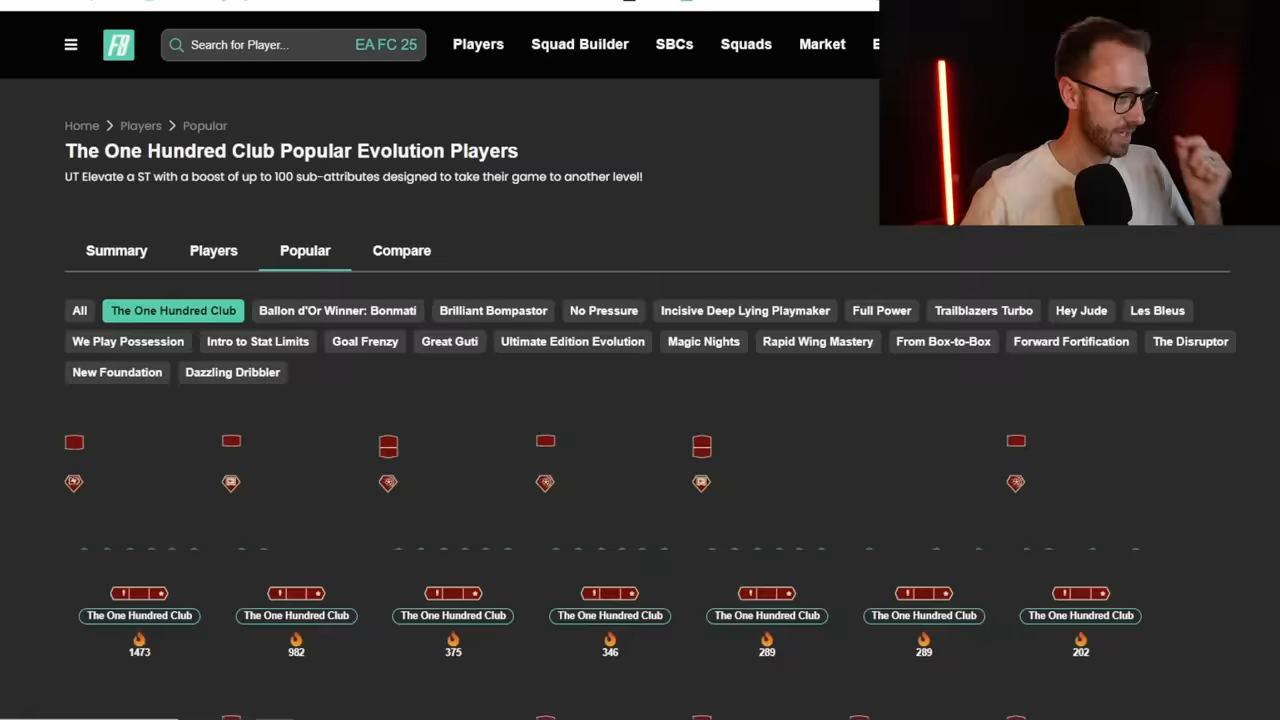 FB Search for Player... EA FC 25 Players Squad Builder SBCs Squads Market E
Home Players Popular
The One Hundred Club Popular Evolution Players
UT Elevate a ST with a boost of up to 100 sub-attributes designed to take their game to another level!
Summary Players Popular Compare
All The One Hundred Club Ballon d'Or Winner: Bonmati Brilliant Bompastor No Pressure Incisive Deep Lying Playmaker Full Power Trailblazers Turbo Hey Jude Les Bleus
We Play Possession Intro to Stat Limits Goal Frenzy Great Guti Ultimate Edition Evolution Magic Nights Rapid Wing Mastery From Box-to-Box Forward Fortification The Disruptor
New Foundation Dazzling Dribbler
The One Hundred Club The One Hundred Club The One Hundred Club The One Hundred Club The One Hundred Club The One Hundred Club The One Hundred Club
1473 982 375 346 289 289 202